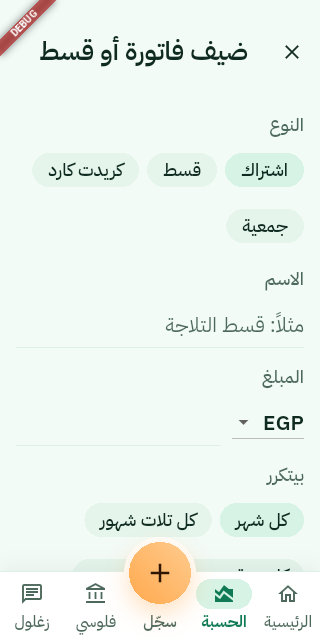 DEBUG
ضيف فاتورة أو قسط
النوع
اشتراك قسط كريدت كارد
جمعية
الاسم
مثلاً: قسط التلاجة
المبلغ
EGP
بيتكرر
كل شهر كل تلات شهور
الرئيسية الحسبة سجّل فلوسي زغلول